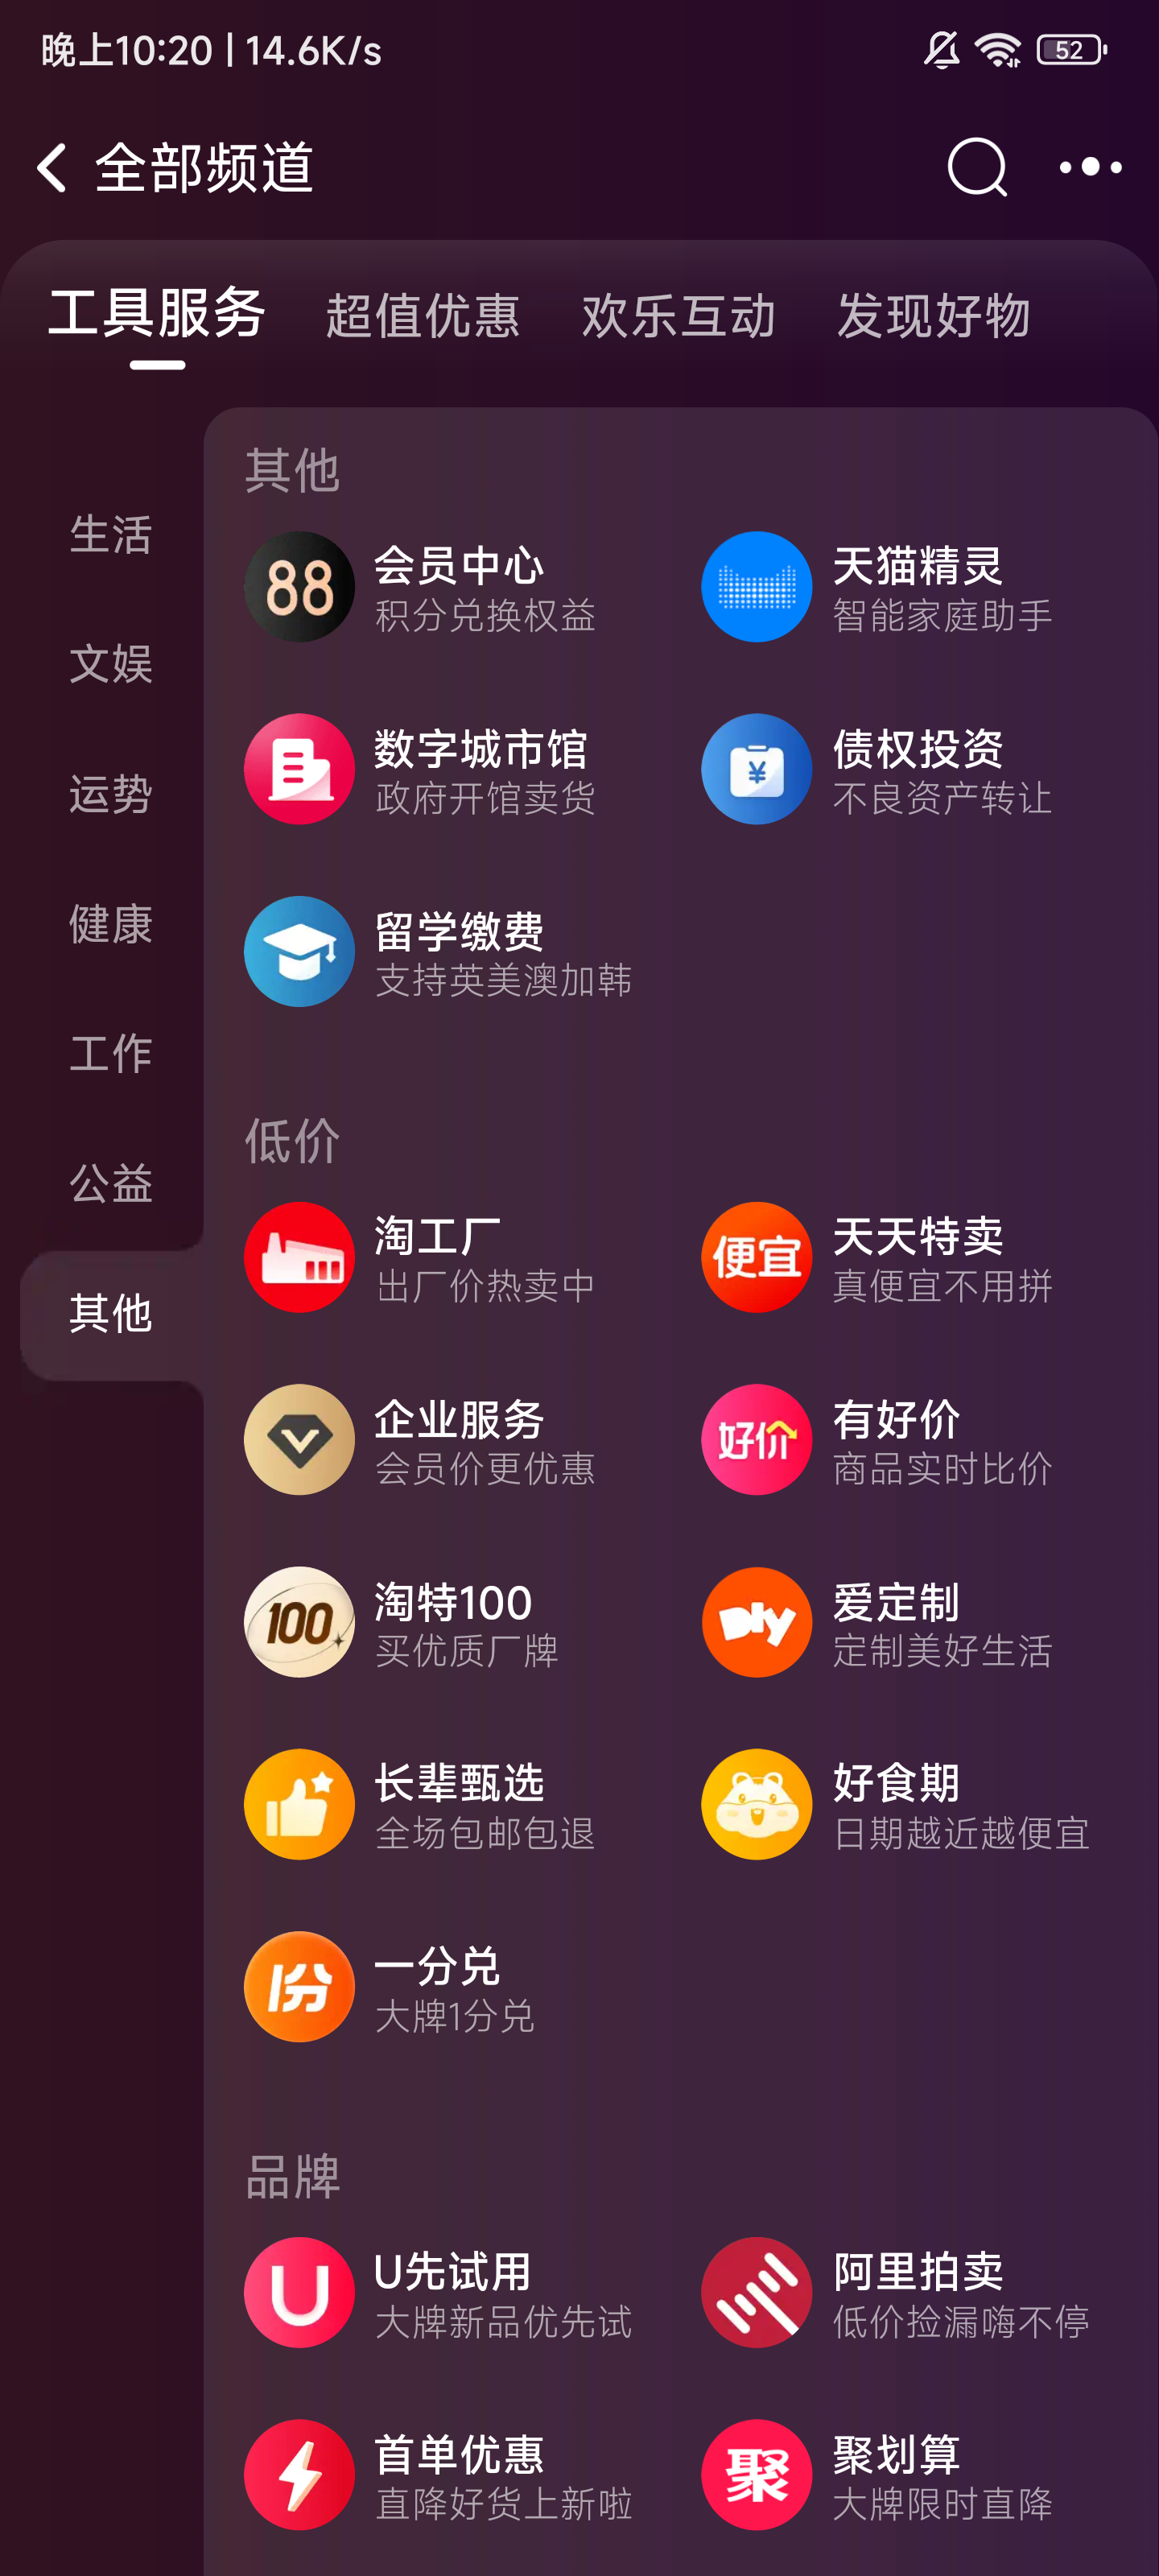 晚上10:20 | 14.6K/s
52
全部频道
工具服务 超值优惠 欢乐互动 发现好物
生活
文娱
运势
健康
工作
公益
其他
其他
88
会员中心
积分兑换权益
天猫精灵
智能家庭助手
数字城市馆
政府开馆卖货
¥
债权投资
不良资产转让
留学缴费
支持英美澳加韩
低价
淘工厂
出厂价热卖中
便宜
天天特卖
真便宜不用拼
企业服务
会员价更优惠
好价
有好价
商品实时比价
100
淘特100
买优质厂牌
DIY
爱定制
定制美好生活
长辈甄选
全场包邮包退
好食期
日期越近越便宜
1分
一分兑
大牌1分兑
品牌
U
U先试用
大牌新品优先试
阿里拍卖
低价捡漏嗨不停
首单优惠
直降好货上新啦
聚
聚划算
大牌限时直降